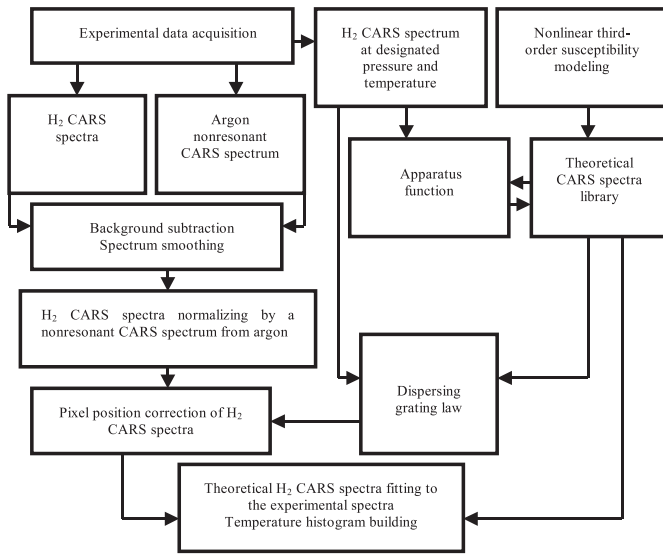 Experimental data acquisition
H₂ CARS spectrum
at designated
pressure and
temperature
Nonlinear third-
order susceptibility
modeling
H₂ CARS
spectra
Argon
nonresonant
CARS spectrum
Apparatus
function
Theoretical
CARS spectra
library
Background subtraction
Spectrum smoothing
H₂ CARS spectra normalizing by a
nonresonant CARS spectrum from argon
Pixel position correction of H₂
CARS spectra
Dispersing
grating law
Theoretical H₂ CARS spectra fitting to
the experimental spectra
Temperature histogram building